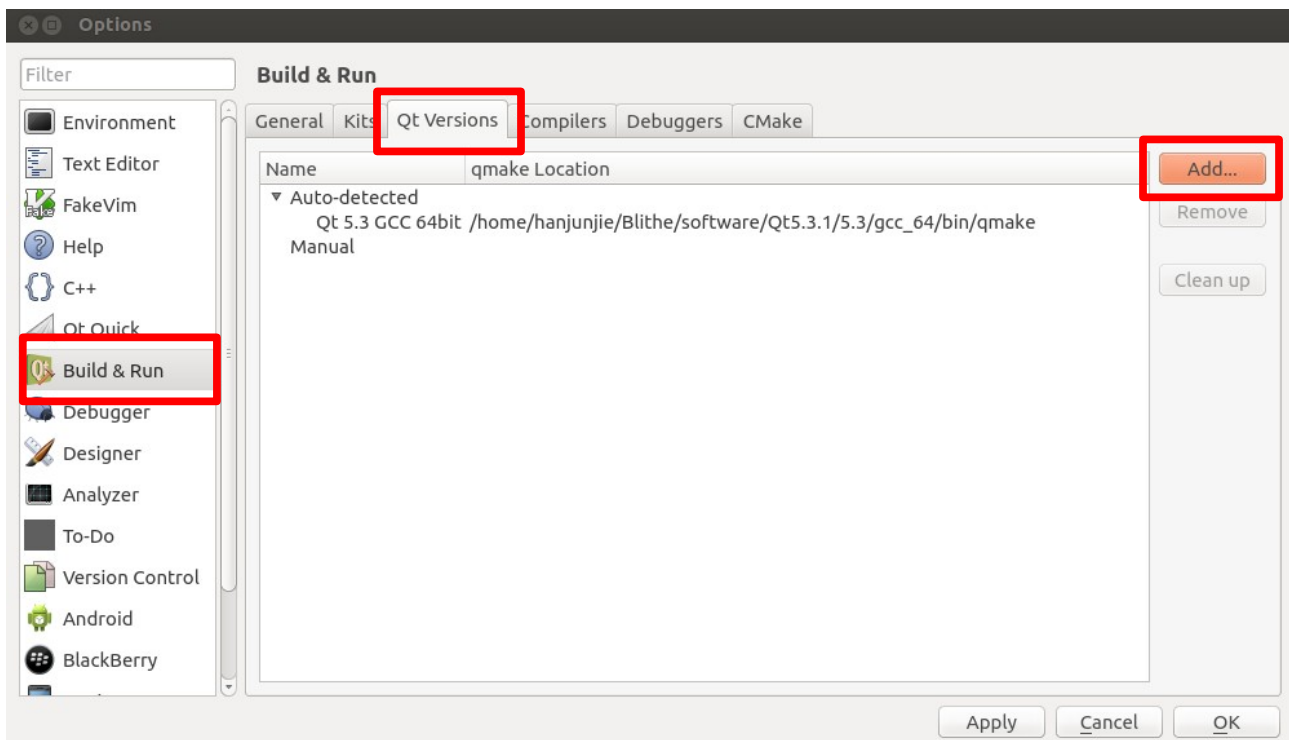 Options
Filter
Build & Run
Environment
Text Editor
FakeVim
Help
C++
Qt Quick
Build & Run
Debugger
Designer
Analyzer
To-Do
Version Control
Android
BlackBerry
General Kits Qt Versions Compilers Debuggers CMake
Name qmake Location
Auto-detected
Qt 5.3 GCC 64bit /home/hanjunjie/Blithe/software/Qt5.3.1/5.3/gcc_64/bin/qmake
Manual
Add...
Remove
Clean up
Apply Cancel OK